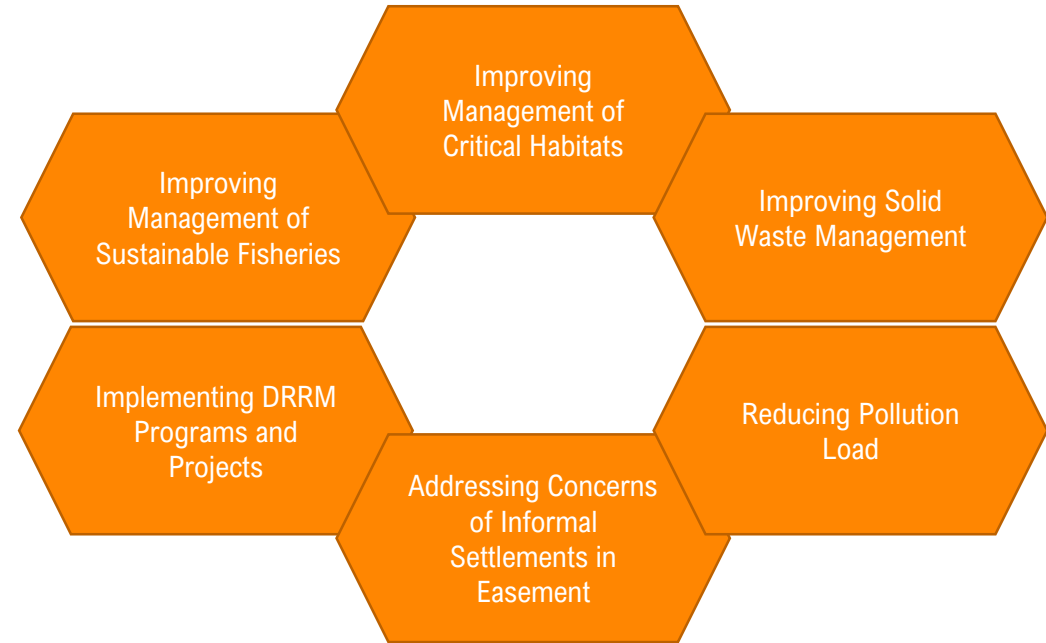 Improving
Management of
Critical Habitats
Improving
Management of
Sustainable Fisheries
Improving Solid
Waste Management
Implementing DRRM
Programs and
Projects
Reducing Pollution
Load
Addressing Concerns
of Informal
Settlements in
Easement